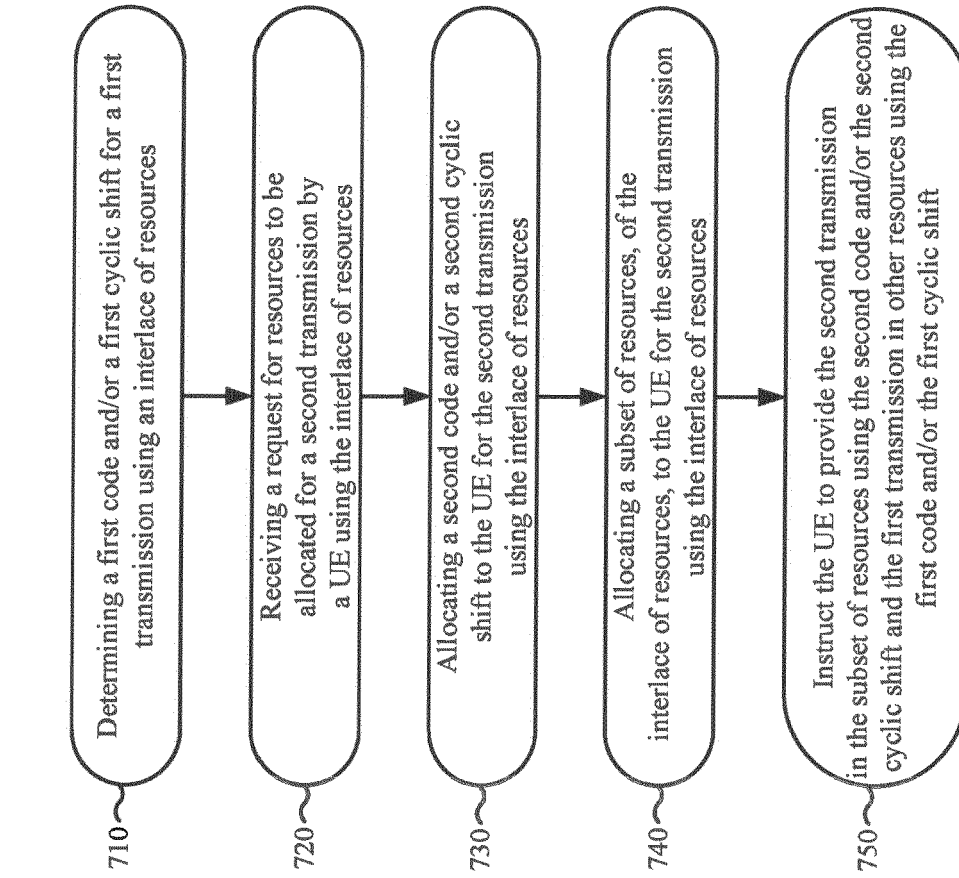 710
Determining a first code and/or a first cyclic shift for a first
transmission using an interlace of resources
720
Receiving a request for resources to be
allocated for a second transmission by
a UE using the interlace of resources
730
Allocating a second code and/or a second cyclic
shift to the UE for the second transmission
using the interlace of resources
740
Allocating a subset of resources, of the
interlace of resources, to the UE for the second transmission
using the interlace of resources
750
Instruct the UE to provide the second transmission
in the subset of resources using the second code and/or the second
cyclic shift and the first transmission in other resources using the
first code and/or the first cyclic shift